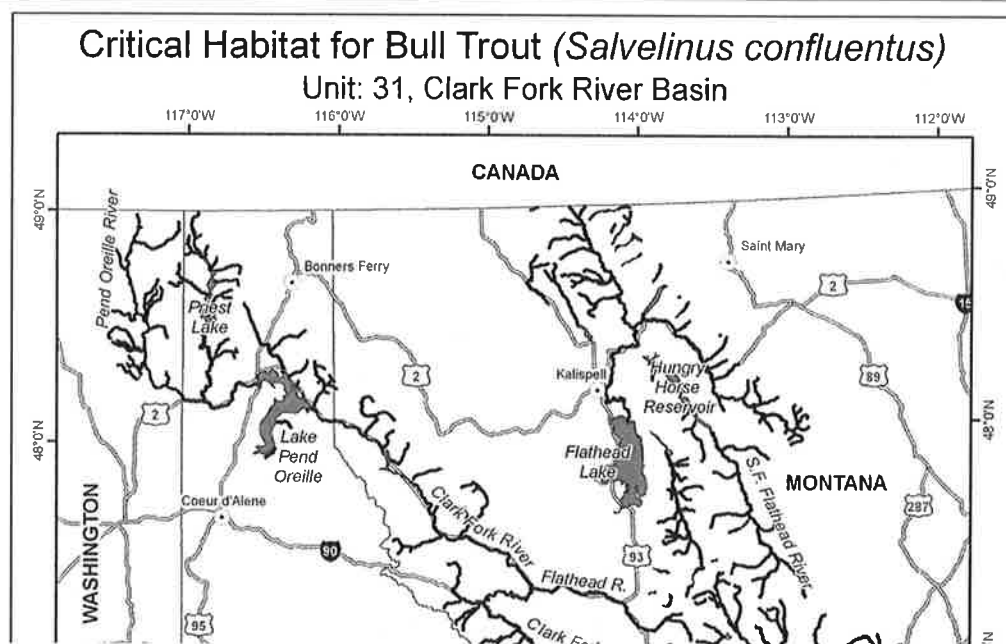 Critical Habitat for Bull Trout (Salvelinus confluentus)
Unit: 31, Clark Fork River Basin
117°0'W
116°0'W
115°0'W
114°0'W
113°0'W
112°0'W
CANADA
49°0'N
49°0'N
Pend Oreille River
Saint Mary
Bonners Ferry
2
15
Priest
Lake
Kalispell
2
Hungry
Horse
Reservoir
89
2
48°0'N
48°0'N
Lake
Pend
Oreille
Flathead
Lake
S.F. Flathead River
MONTANA
Coeur d'Alene
Clark Fork River
287
WASHINGTON
90
93
Flathead R.
95
Clark